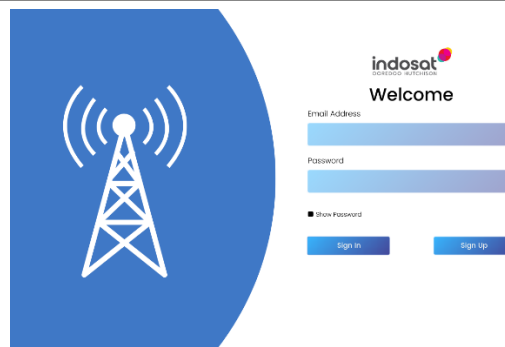 indosat
OOREDOO HUTCHISON
Welcome
Email Address
Password
Show Password
Sign In
Sign Up